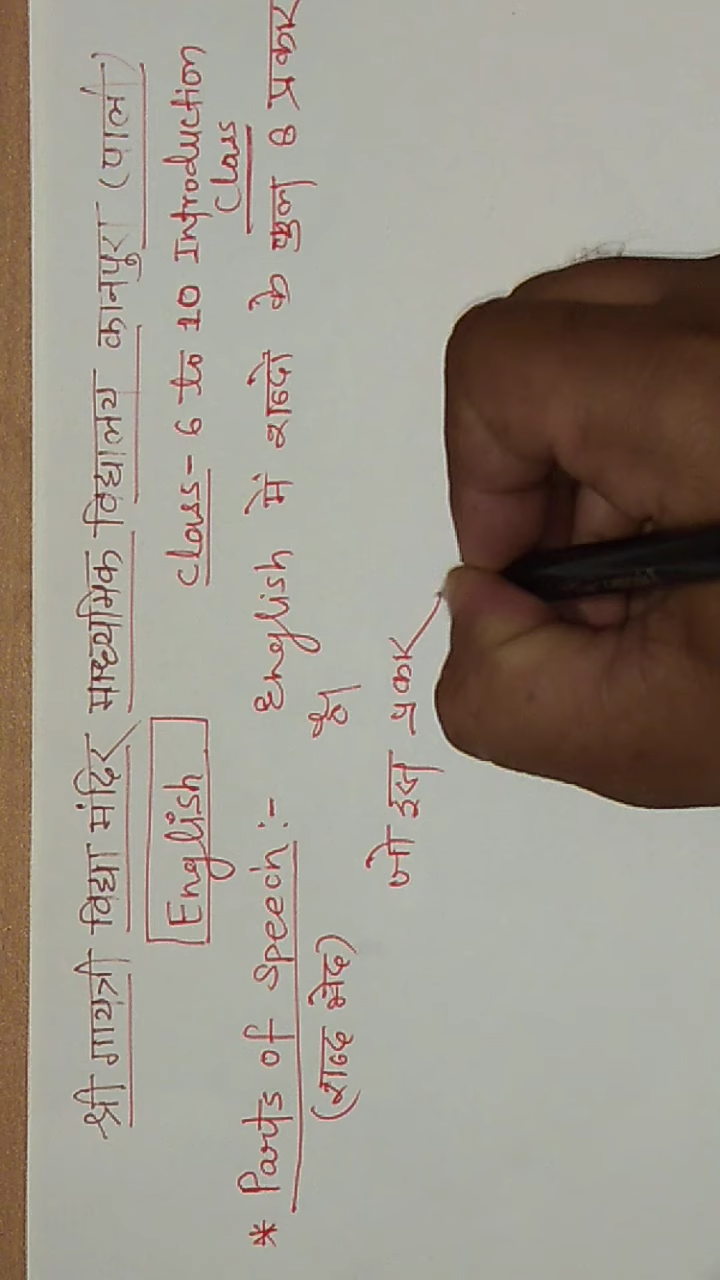 श्री गायत्री विद्या मंदिर माध्यमिक विद्यालय कानपुरा (पाली)
English Class - 6 to 10 Introduction
Class
* Parts of Speech :- English में शब्दों के कुल 8 प्रकार
(शब्द भेद) है।
जो इस प्रकार